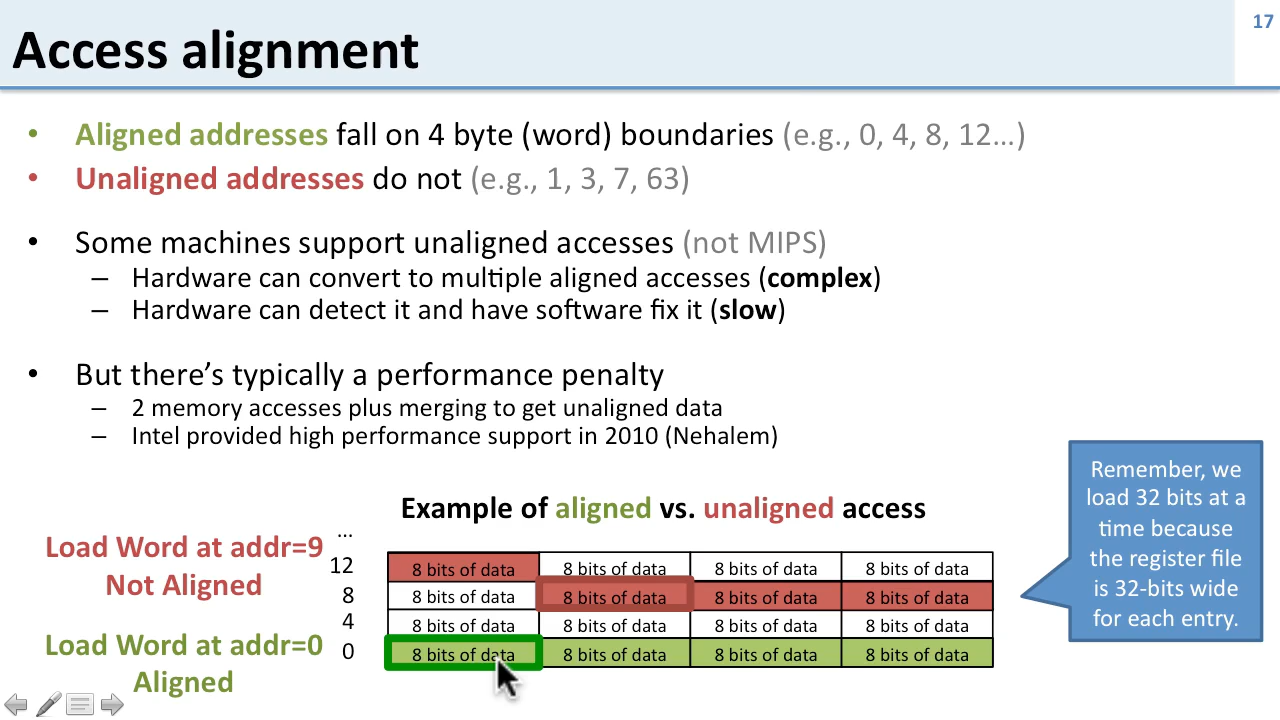 17
Access alignment
• Aligned addresses fall on 4 byte (word) boundaries (e.g., 0, 4, 8, 12…)
• Unaligned addresses do not (e.g., 1, 3, 7, 63)
• Some machines support unaligned accesses (not MIPS)
– Hardware can convert to multiple aligned accesses (complex)
– Hardware can detect it and have software fix it (slow)
• But there’s typically a performance penalty
– 2 memory accesses plus merging to get unaligned data
– Intel provided high performance support in 2010 (Nehalem)
Example of aligned vs. unaligned access
Load Word at addr=9
Not Aligned
Load Word at addr=0
Aligned
…
12 8 bits of data 8 bits of data 8 bits of data 8 bits of data
8 8 bits of data 8 bits of data 8 bits of data 8 bits of data
4 8 bits of data 8 bits of data 8 bits of data 8 bits of data
0 8 bits of data 8 bits of data 8 bits of data 8 bits of data
Remember, we
load 32 bits at a
time because
the register file
is 32-bits wide
for each entry.